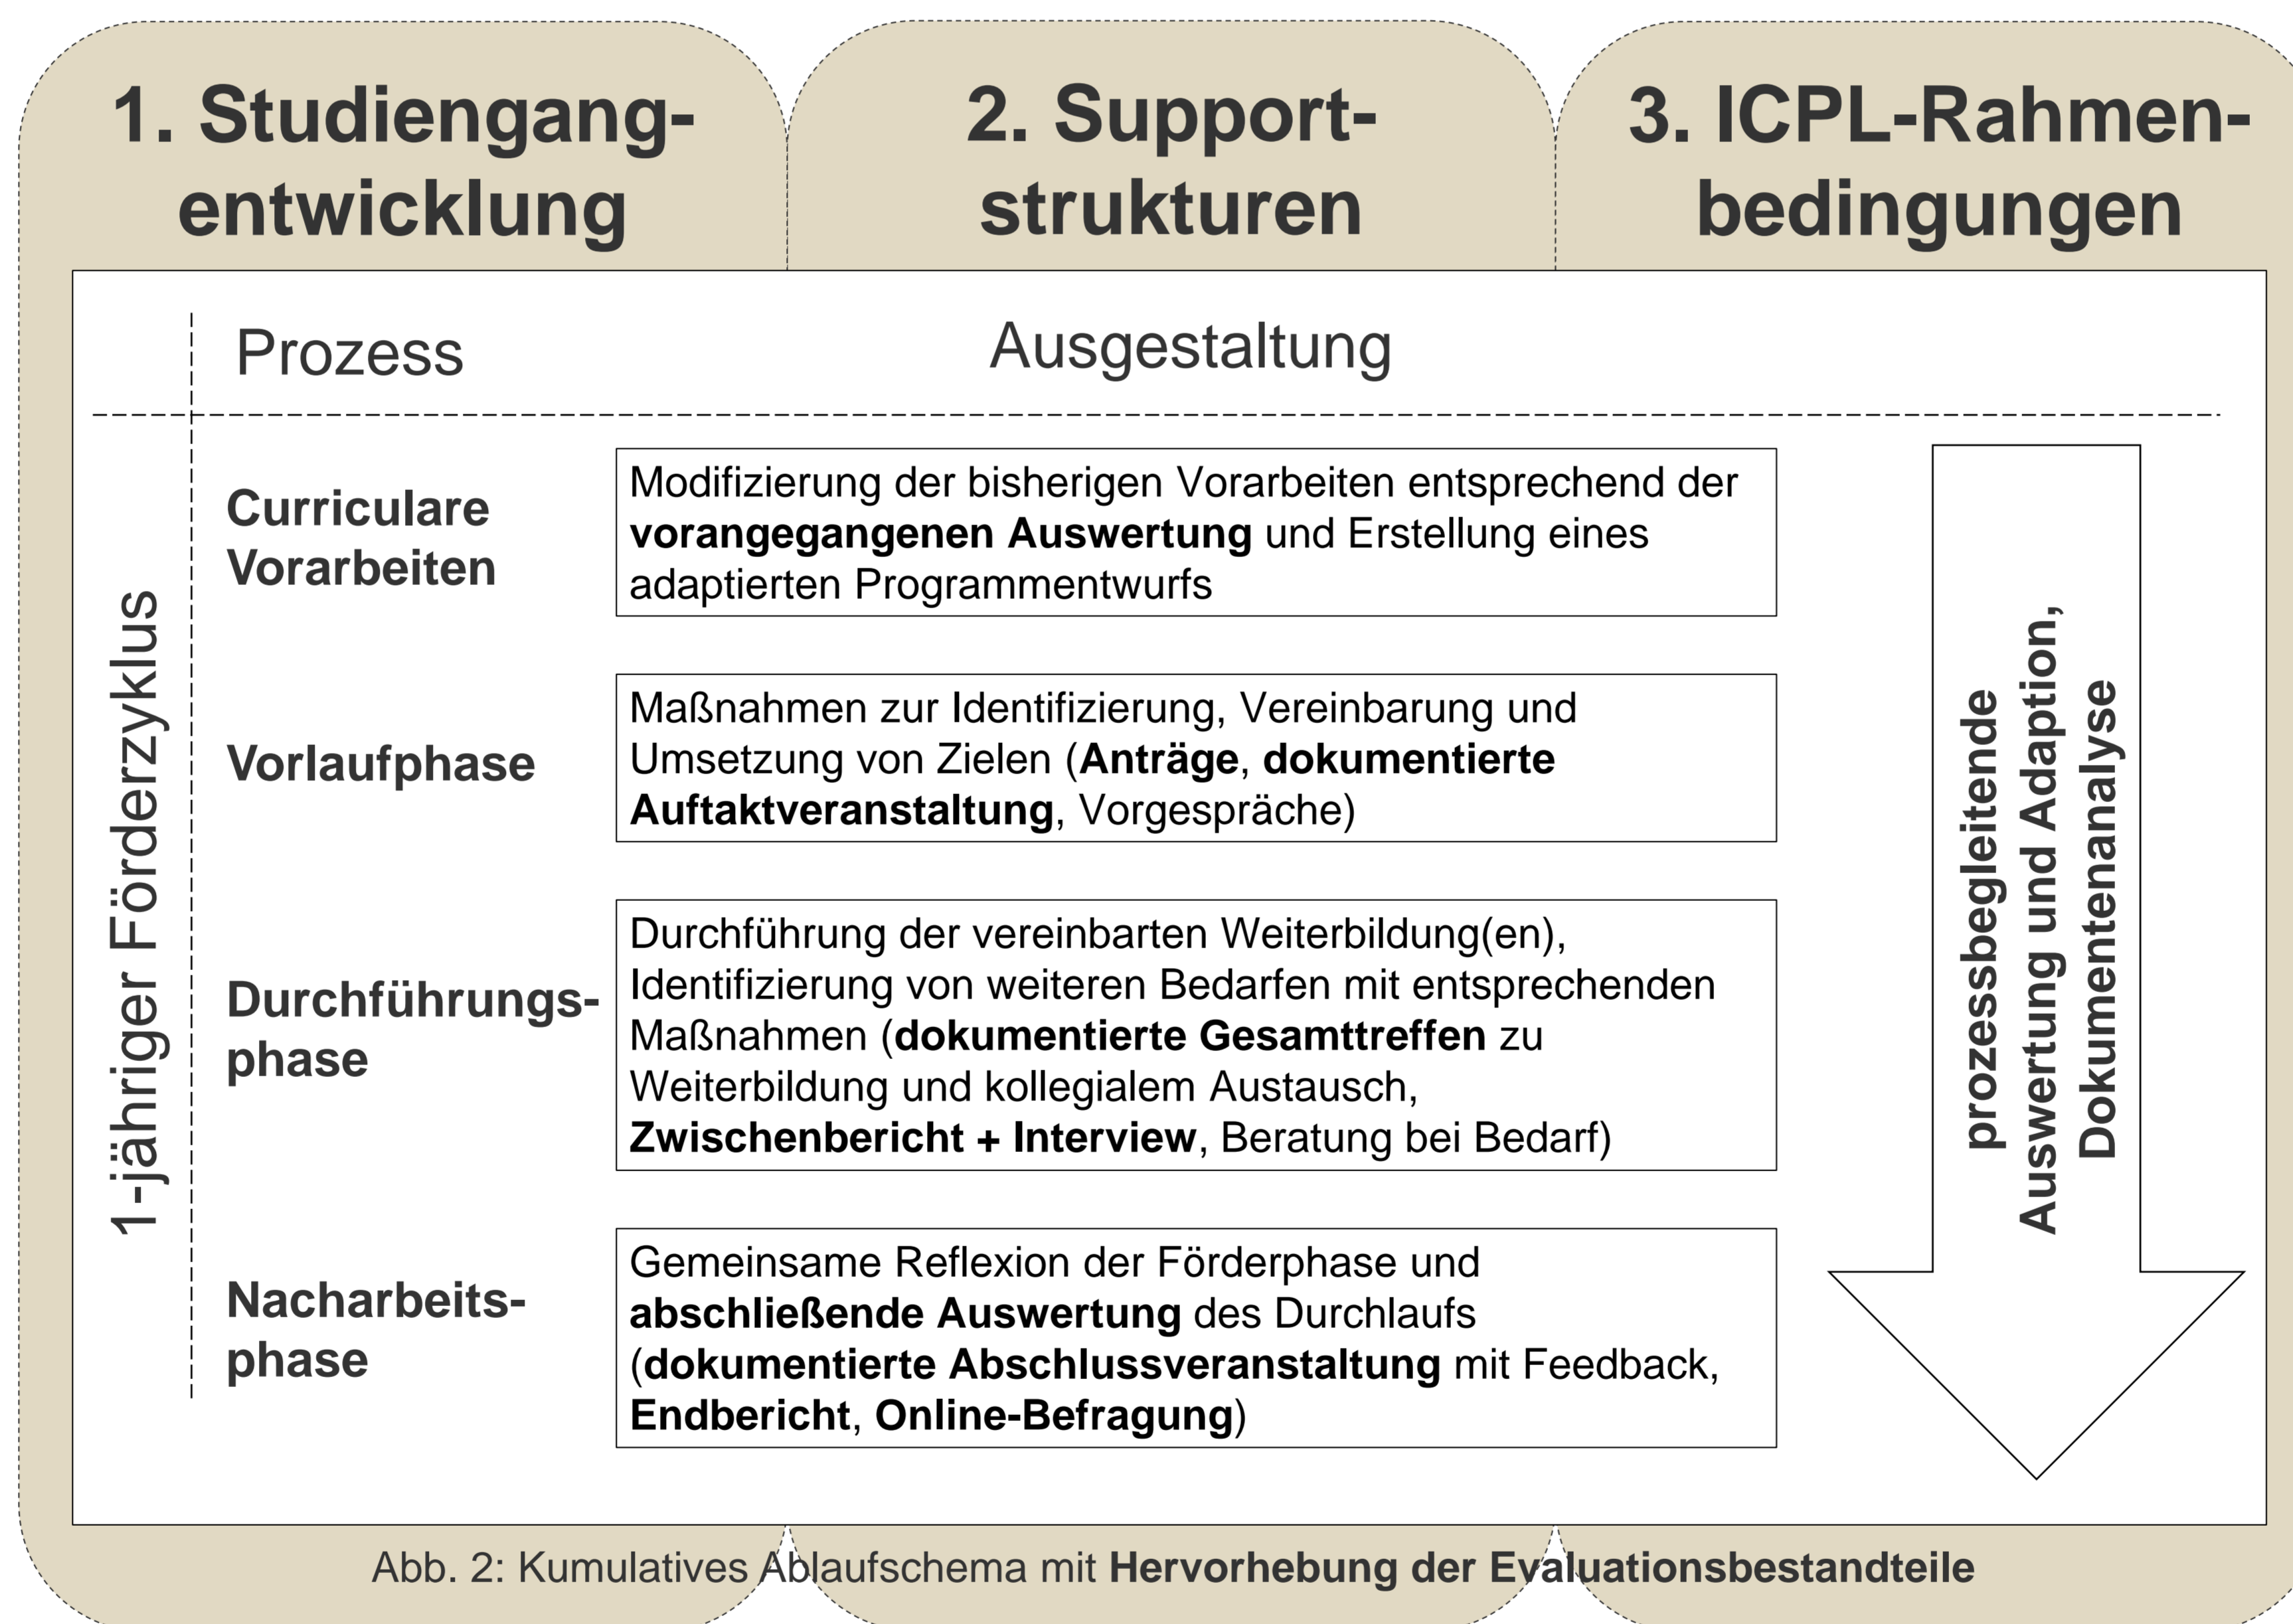 1. Studiengang-
entwicklung
2. Support-
strukturen
3. ICPL-Rahmen-
bedingungen
Prozess
Ausgestaltung
1-jähriger Förderzyklus
Curriculare
Vorarbeiten
Modifizierung der bisherigen Vorarbeiten entsprechend der
vorangegangenen Auswertung und Erstellung eines
adaptierten Programmentwurfs
Vorlaufphase
Maßnahmen zur Identifizierung, Vereinbarung und
Umsetzung von Zielen (Anträge, dokumentierte
Auftaktveranstaltung, Vorgespräche)
Durchführungs-
phase
Durchführung der vereinbarten Weiterbildung(en),
Identifizierung von weiteren Bedarfen mit entsprechenden
Maßnahmen (dokumentierte Gesamttreffen zu
Weiterbildung und kollegialem Austausch,
Zwischenbericht + Interview, Beratung bei Bedarf)
Nacharbeits-
phase
Gemeinsame Reflexion der Förderphase und
abschließende Auswertung des Durchlaufs
(dokumentierte Abschlussveranstaltung mit Feedback,
Endbericht, Online-Befragung)
prozessbegleitende
Auswertung und Adaption,
Dokumentenanalyse
Abb. 2: Kumulatives Ablaufschema mit Hervorhebung der Evaluationsbestandteile